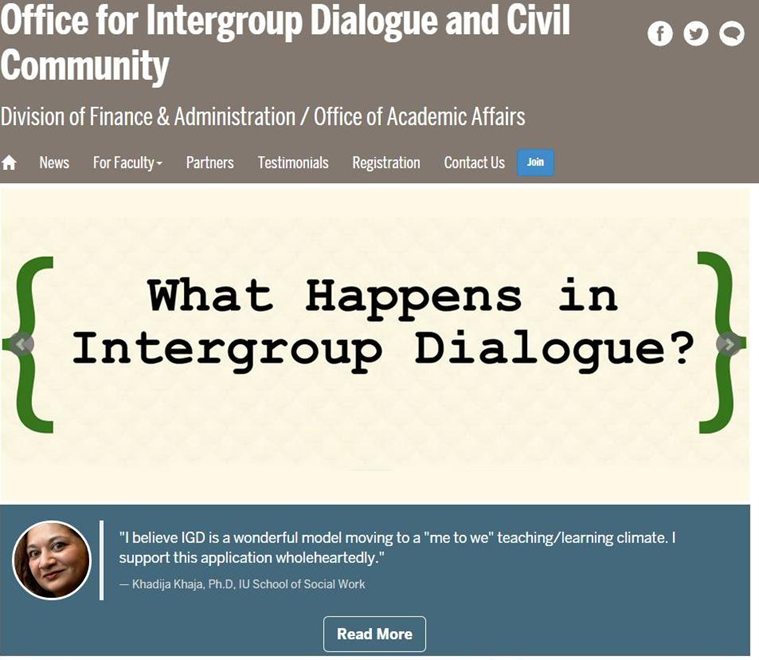 Office for Intergroup Dialogue and Civil
Community
Division of Finance & Administration / Office of Academic Affairs
News For Faculty Partners Testimonials Registration Contact Us Join
{ What Happens in
Intergroup Dialogue? }
"I believe IGD is a wonderful model moving to a "me to we" teaching/learning climate. I
support this application wholeheartedly."
— Khadija Khaja, Ph.D, IU School of Social Work
Read More